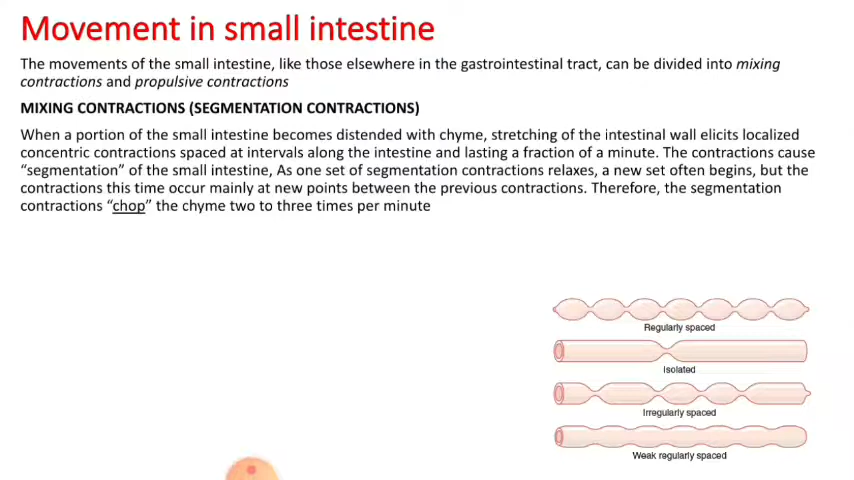 Movement in small intestine
The movements of the small intestine, like those elsewhere in the gastrointestinal tract, can be divided into mixing
contractions and propulsive contractions
MIXING CONTRACTIONS (SEGMENTATION CONTRACTIONS)
When a portion of the small intestine becomes distended with chyme, stretching of the intestinal wall elicits localized
concentric contractions spaced at intervals along the intestine and lasting a fraction of a minute. The contractions cause
“segmentation” of the small intestine, As one set of segmentation contractions relaxes, a new set often begins, but the
contractions this time occur mainly at new points between the previous contractions. Therefore, the segmentation
contractions “chop” the chyme two to three times per minute
Regularly spaced
Isolated
Irregularly spaced
Weak regularly spaced